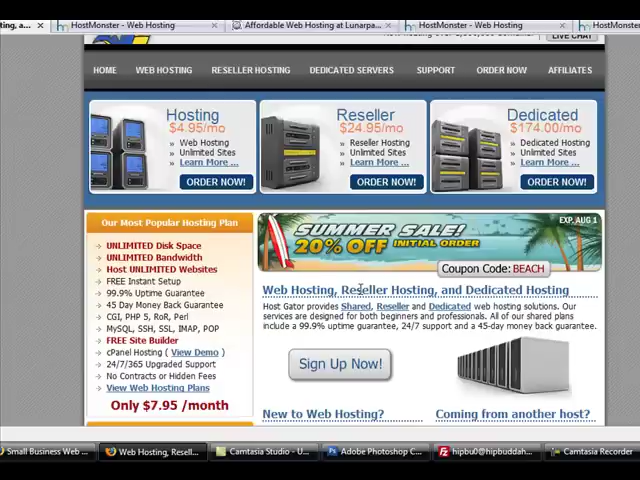 HostMonster - Web Hosting
Affordable Web Hosting at Lunarpa...
HostMonster - Web Hosting
HostMonster
LIVE CHAT
HOME WEB HOSTING RESELLER HOSTING DEDICATED SERVERS SUPPORT ORDER NOW AFFILIATES
Hosting
$4.95/mo
» Web Hosting
» Unlimited Sites
» Learn More ...
ORDER NOW!
Reseller
$24.95/mo
» Reseller Hosting
» Unlimited Sites
» Learn More ...
ORDER NOW!
Dedicated
$174.00/mo
» Dedicated Hosting
» Unlimited Sites
» Learn More ...
ORDER NOW!
Our Most Popular Hosting Plan
UNLIMITED Disk Space
UNLIMITED Bandwidth
Host UNLIMITED Websites
FREE Instant Setup
99.9% Uptime Guarantee
45 Day Money Back Guarantee
CGI, PHP 5, RoR, Perl
MySQL, SSH, SSL, IMAP, POP
FREE Site Builder
cPanel Hosting ( View Demo )
24/7/365 Upgraded Support
No Contracts or Hidden Fees
View Web Hosting Plans
Only $7.95 /month
SUMMER SALE!
20% OFF INITIAL ORDER
EXP. AUG 1
Coupon Code: BEACH
Web Hosting, Reseller Hosting, and Dedicated Hosting
Host Gator provides Shared, Reseller and Dedicated web hosting solutions. Our
services are designed for both beginners and professionals. All of our shared plans
include a 99.9% uptime guarantee, 24/7 support and a 45-day money back guarantee.
Sign Up Now!
New to Web Hosting?
Coming from another host?
Small Business Web ...
Web Hosting, Resell...
Camtasia Studio - U...
Adobe Photoshop C...
hipbu0@hipbuddah...
Camtasia Recorder